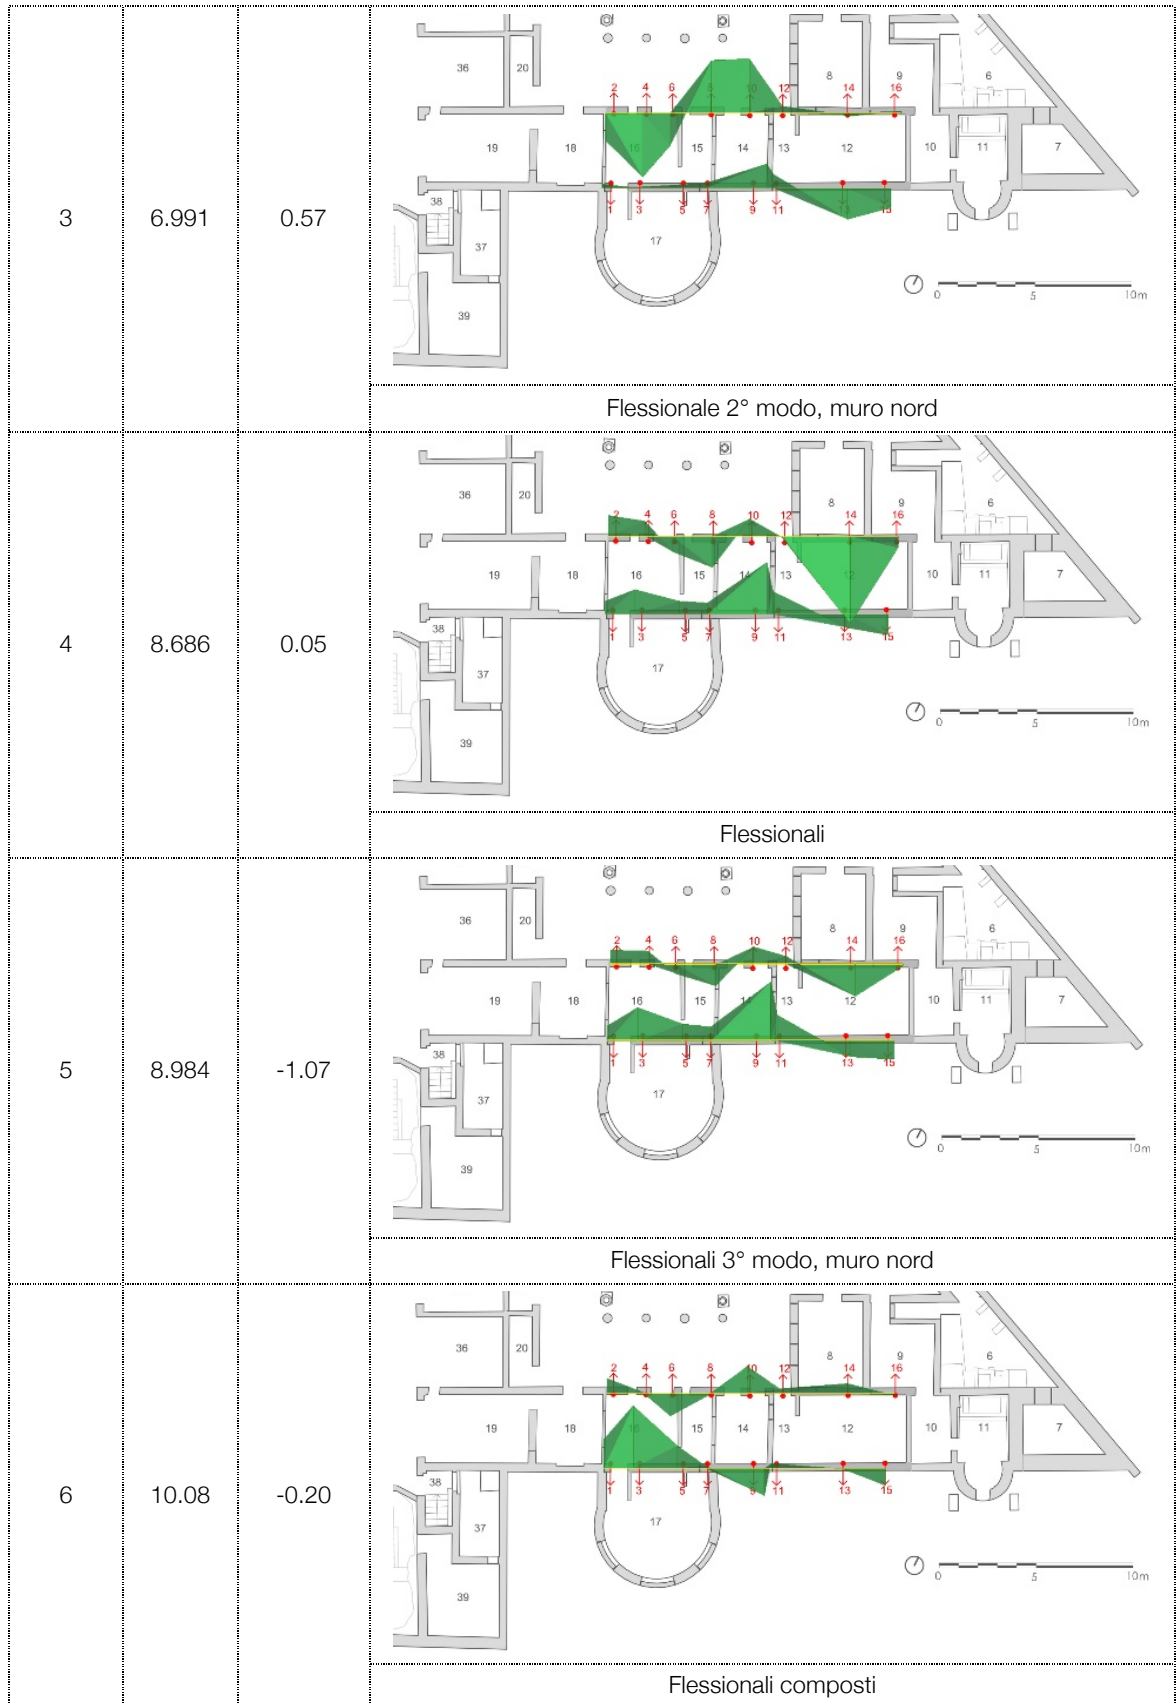 3 6.991 0.57
36 20 8 9 6
2 4 6 8 10 12 14 16
19 18 16 15 14 13 12 10 11 7
38 1 3 5 7 9 11 13 15
37 17
39 0 5 10m
Flessionale 2° modo, muro nord
4 8.686 0.05
36 20 8 9 6
2 4 6 8 10 12 14 16
19 18 16 15 14 13 12 10 11 7
38 1 3 5 7 9 11 13 15
37 17
39 0 5 10m
Flessionali
5 8.984 -1.07
36 20 8 9 6
2 4 6 8 10 12 14 16
19 18 16 15 14 13 12 10 11 7
38 1 3 5 7 9 11 13 15
37 17
39 0 5 10m
Flessionali 3° modo, muro nord
6 10.08 -0.20
36 20 8 9 6
2 4 6 8 10 12 14 16
19 18 16 15 14 13 12 10 11 7
38 1 3 5 7 9 11 13 15
37 17
39 0 5 10m
Flessionali composti